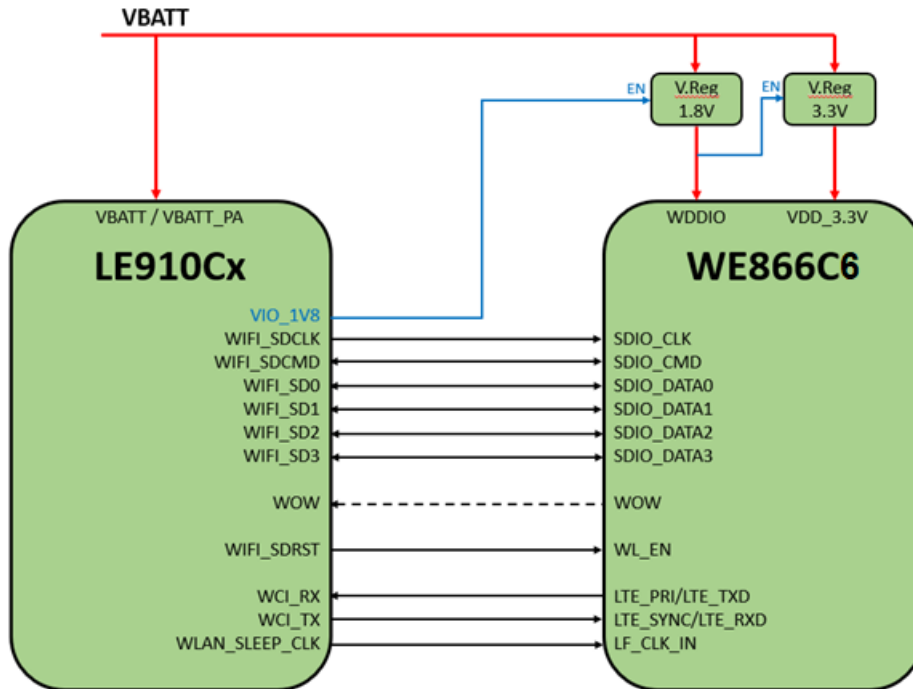 VBATT
EN
V.Reg
1.8V
EN
V.Reg
3.3V
VBATT / VBATT_PA
WDDIO
VDD_3.3V
LE910Cx
WE866C6
VIO_1V8
WIFI_SDCLK
SDIO_CLK
WIFI_SDCMD
SDIO_CMD
WIFI_SD0
SDIO_DATA0
WIFI_SD1
SDIO_DATA1
WIFI_SD2
SDIO_DATA2
WIFI_SD3
SDIO_DATA3
WOW
WOW
WIFI_SDRST
WL_EN
WCI_RX
LTE_PRI/LTE_TXD
WCI_TX
LTE_SYNC/LTE_RXD
WLAN_SLEEP_CLK
LF_CLK_IN